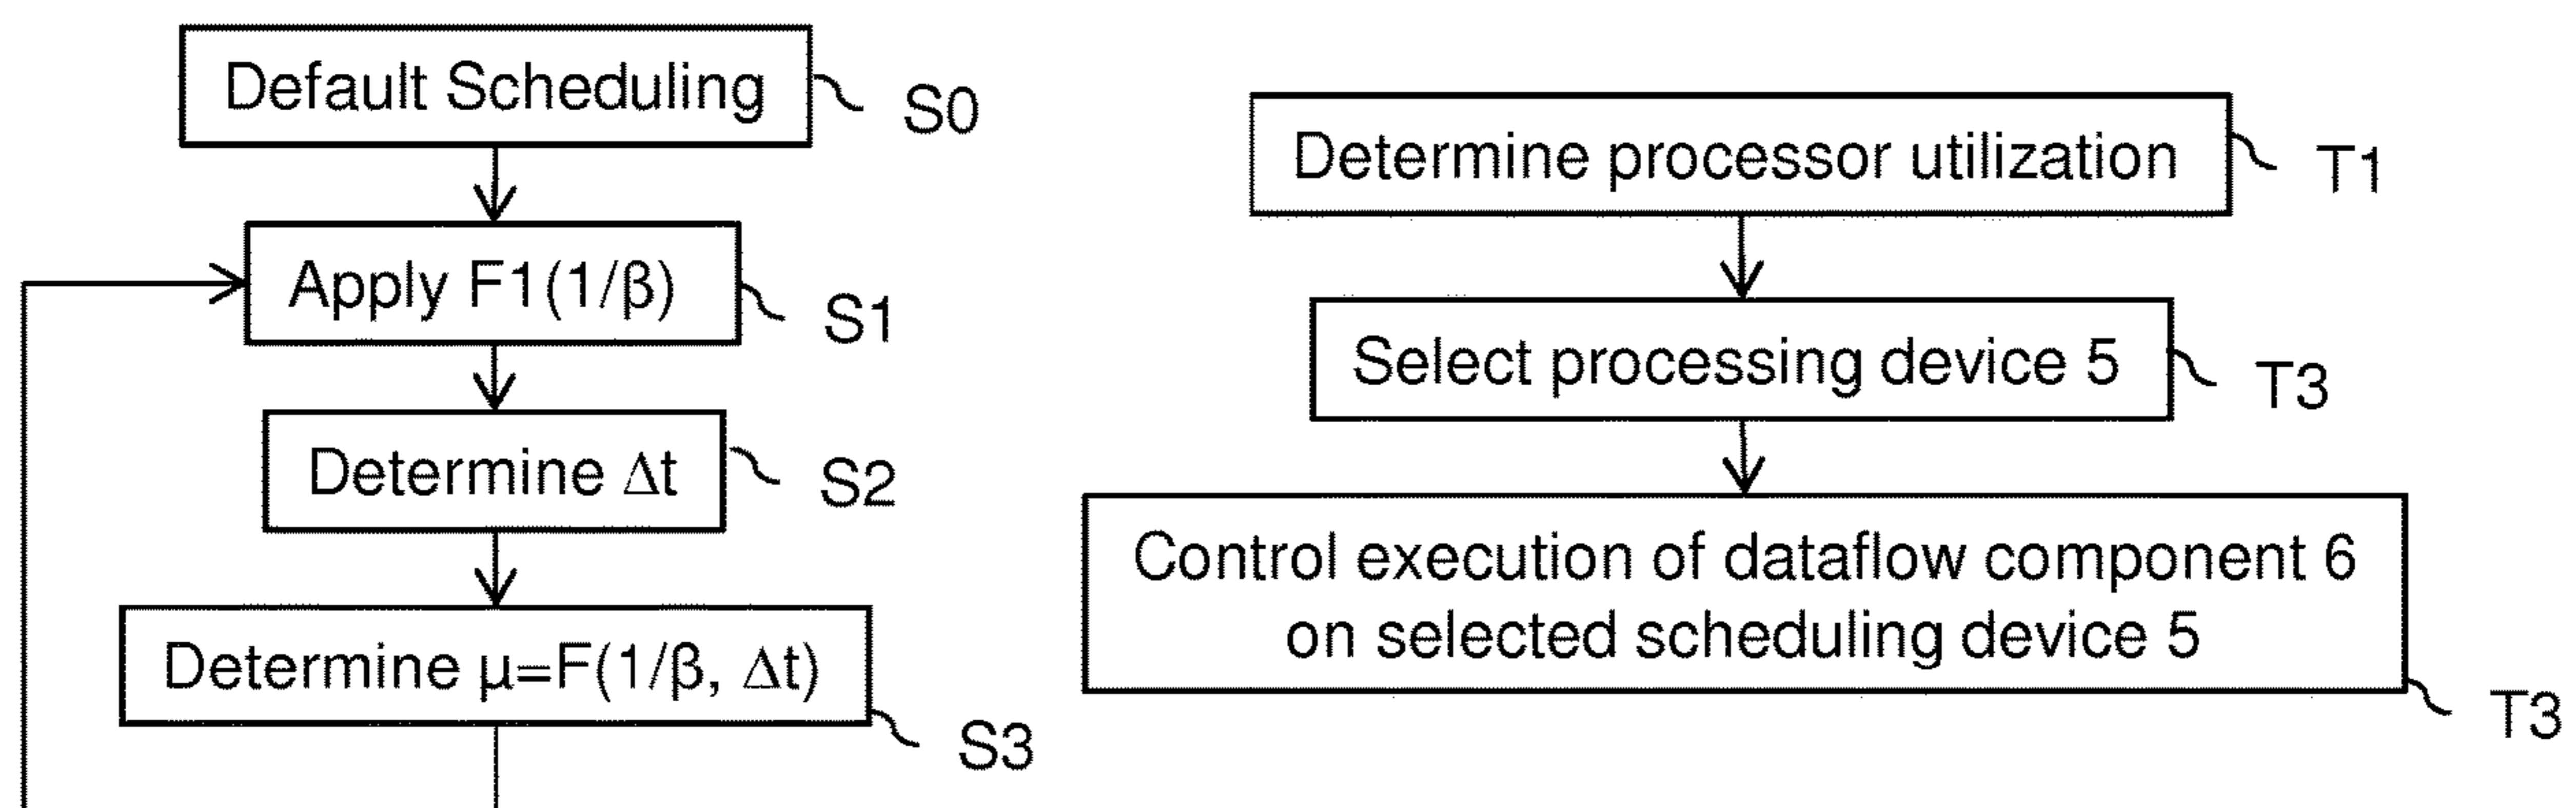 Default Scheduling
S0
Apply F1(1/β)
S1
Determine Δt
S2
Determine μ=F(1/β, Δt)
S3
Determine processor utilization
T1
Select processing device 5
T3
Control execution of dataflow component 6
on selected scheduling device 5
T3